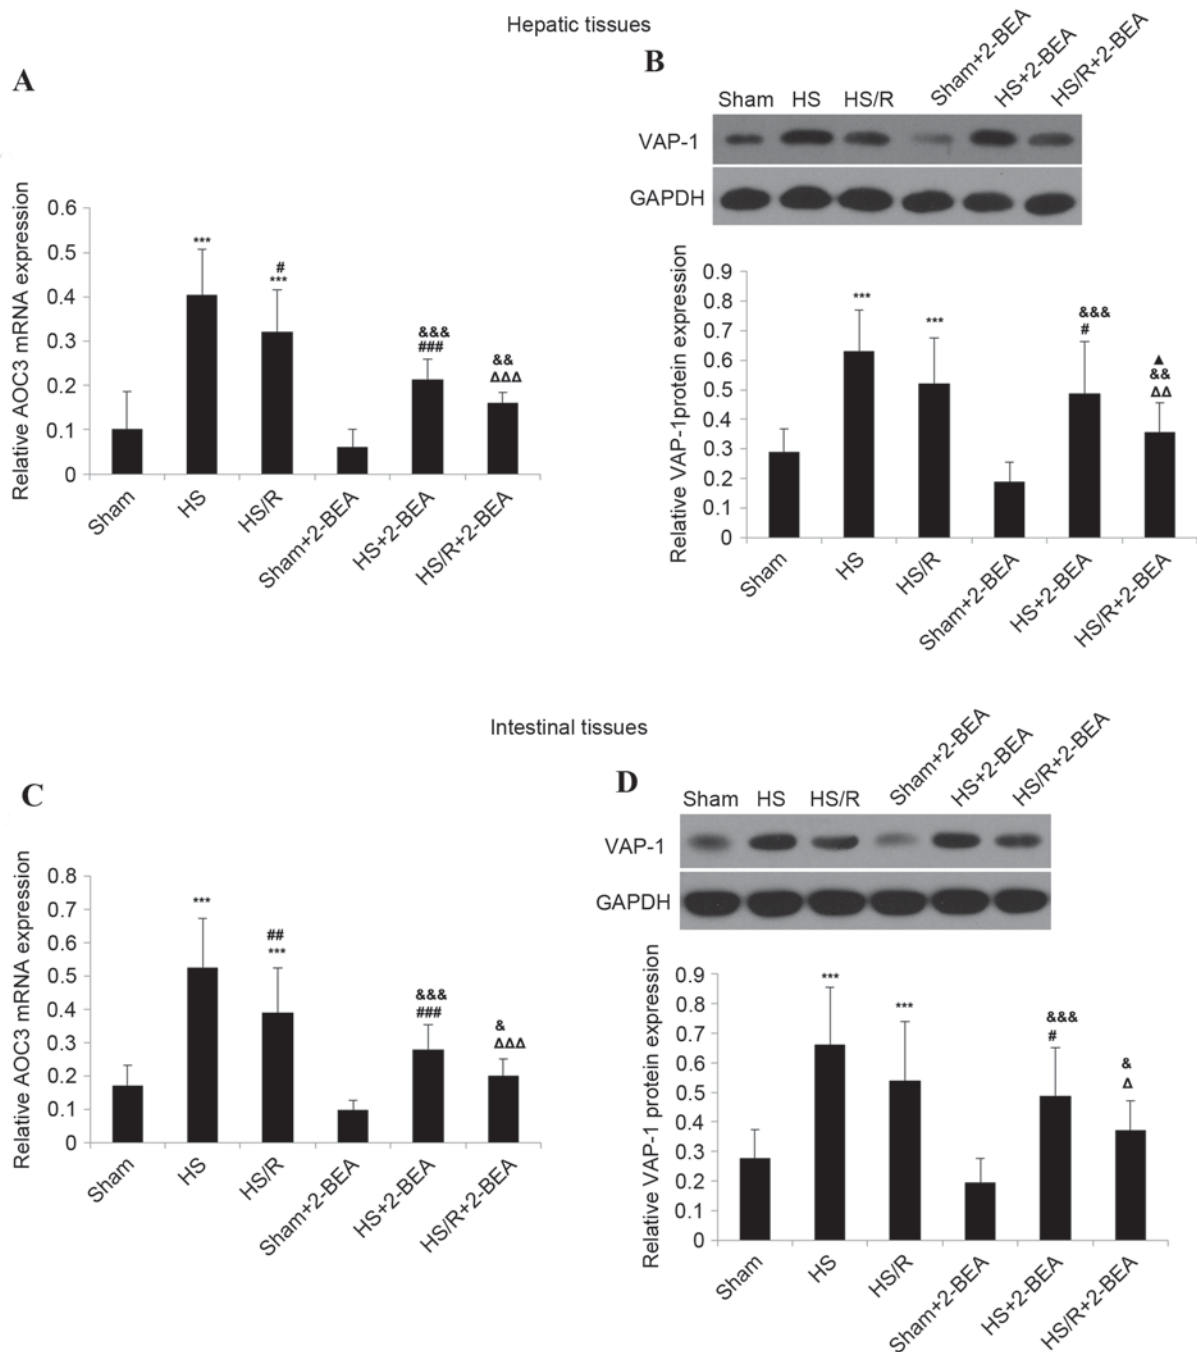 Hepatic tissues
A
Relative AOC3 mRNA expression
0.6
0.5
0.4
0.3
0.2
0.1
0
***
#
***
&&&
###
&&
ΔΔΔ
Sham
HS
HS/R
Sham+2-BEA
HS+2-BEA
HS/R+2-BEA
B
Sham
HS
HS/R
Sham+2-BEA
HS+2-BEA
HS/R+2-BEA
VAP-1
GAPDH
Relative VAP-1protein expression
0.9
0.8
0.7
0.6
0.5
0.4
0.3
0.2
0.1
0
***
***
&&&
#
▲
&&
ΔΔ
Sham
HS
HS/R
Sham+2-BEA
HS+2-BEA
HS/R+2-BEA
Intestinal tissues
C
Relative AOC3 mRNA expression
0.8
0.7
0.6
0.5
0.4
0.3
0.2
0.1
0
***
##
***
&&&
###
&
ΔΔΔ
Sham
HS
HS/R
Sham+2-BEA
HS+2-BEA
HS/R+2-BEA
D
Sham
HS
HS/R
Sham+2-BEA
HS+2-BEA
HS/R+2-BEA
VAP-1
GAPDH
Relative VAP-1 protein expression
0.9
0.8
0.7
0.6
0.5
0.4
0.3
0.2
0.1
0
***
***
&&&
#
&
Δ
Sham
HS
HS/R
Sham+2-BEA
HS+2-BEA
HS/R+2-BEA